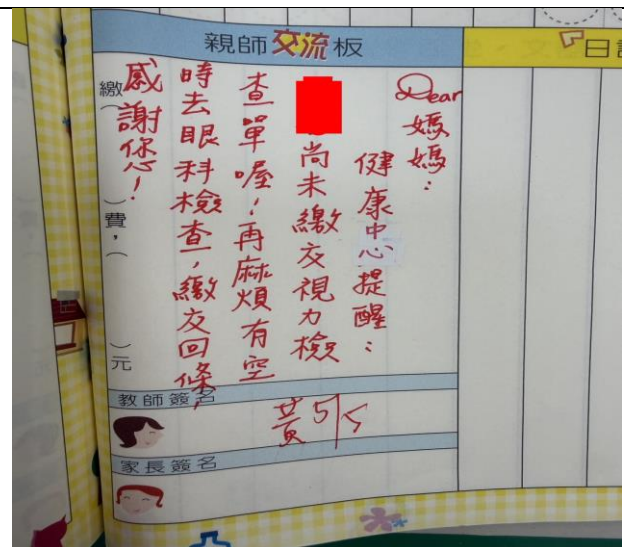 親師交流板
日
Dear
媽媽：
健康中心提醒：
尚未繳交視力檢
查單喔！再麻煩有空
時去眼科檢查，繳交回條，
感謝您！
繳（ ）費，（ ）元
教師簽名
黃 5/5
家長簽名